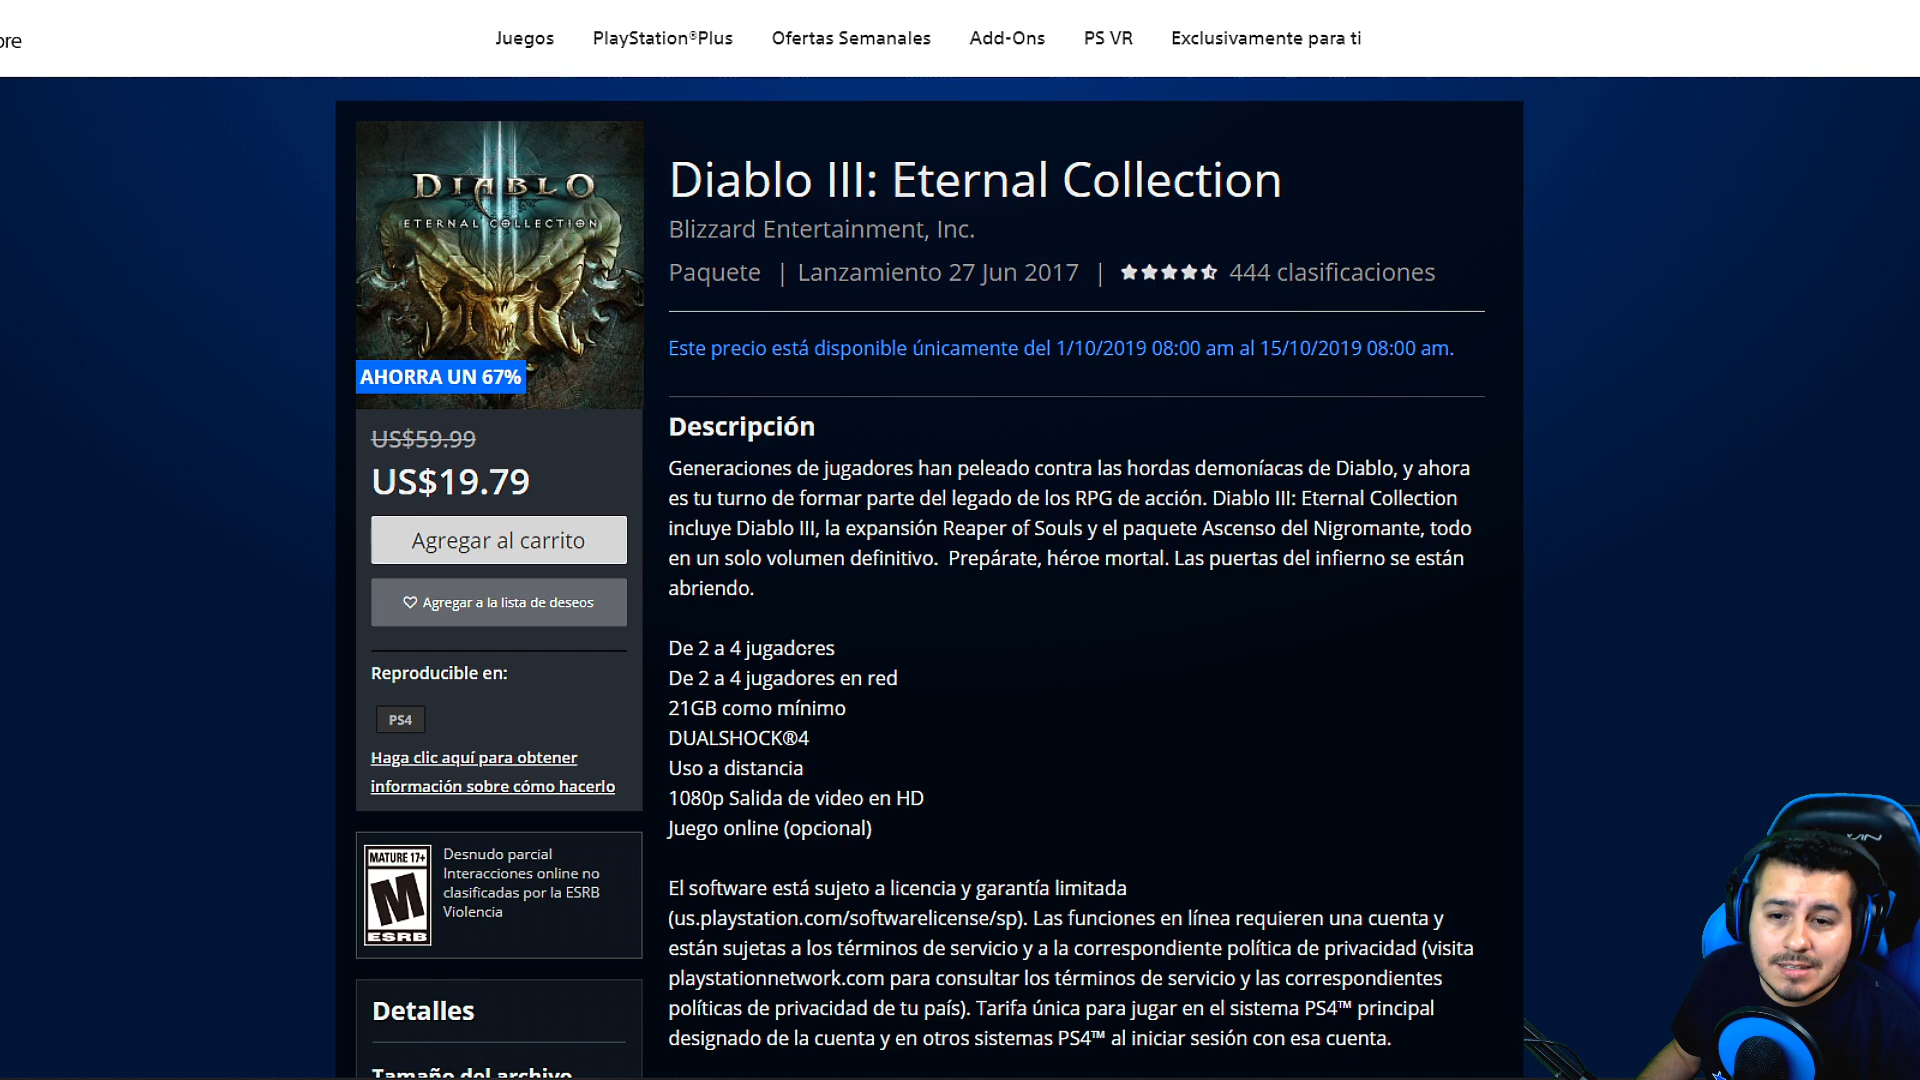 ore
Juegos
PlayStation®Plus
Ofertas Semanales
Add-Ons
PS VR
Exclusivamente para ti
DIABLO
ETERNAL COLLECTION
AHORRA UN 67%
US$59.99
US$19.79
Agregar al carrito
Agregar a la lista de deseos
Reproducible en:
PS4
Haga clic aquí para obtener
información sobre cómo hacerlo
MATURE 17+
M
ESRB
Desnudo parcial
Interacciones online no
clasificadas por la ESRB
Violencia
Detalles
Tamaño del archivo
Diablo III: Eternal Collection
Blizzard Entertainment, Inc.
Paquete | Lanzamiento 27 Jun 2017 | 444 clasificaciones
Este precio está disponible únicamente del 1/10/2019 08:00 am al 15/10/2019 08:00 am.
Descripción
Generaciones de jugadores han peleado contra las hordas demoníacas de Diablo, y ahora
es tu turno de formar parte del legado de los RPG de acción. Diablo III: Eternal Collection
incluye Diablo III, la expansión Reaper of Souls y el paquete Ascenso del Nigromante, todo
en un solo volumen definitivo.  Prepárate, héroe mortal. Las puertas del infierno se están
abriendo.
De 2 a 4 jugadores
De 2 a 4 jugadores en red
21GB como mínimo
DUALSHOCK®4
Uso a distancia
1080p Salida de video en HD
Juego online (opcional)
El software está sujeto a licencia y garantía limitada
(us.playstation.com/softwarelicense/sp). Las funciones en línea requieren una cuenta y
están sujetas a los términos de servicio y a la correspondiente política de privacidad (visita
playstationnetwork.com para consultar los términos de servicio y las correspondientes
políticas de privacidad de tu país). Tarifa única para jugar en el sistema PS4™ principal
designado de la cuenta y en otros sistemas PS4™ al iniciar sesión con esa cuenta.